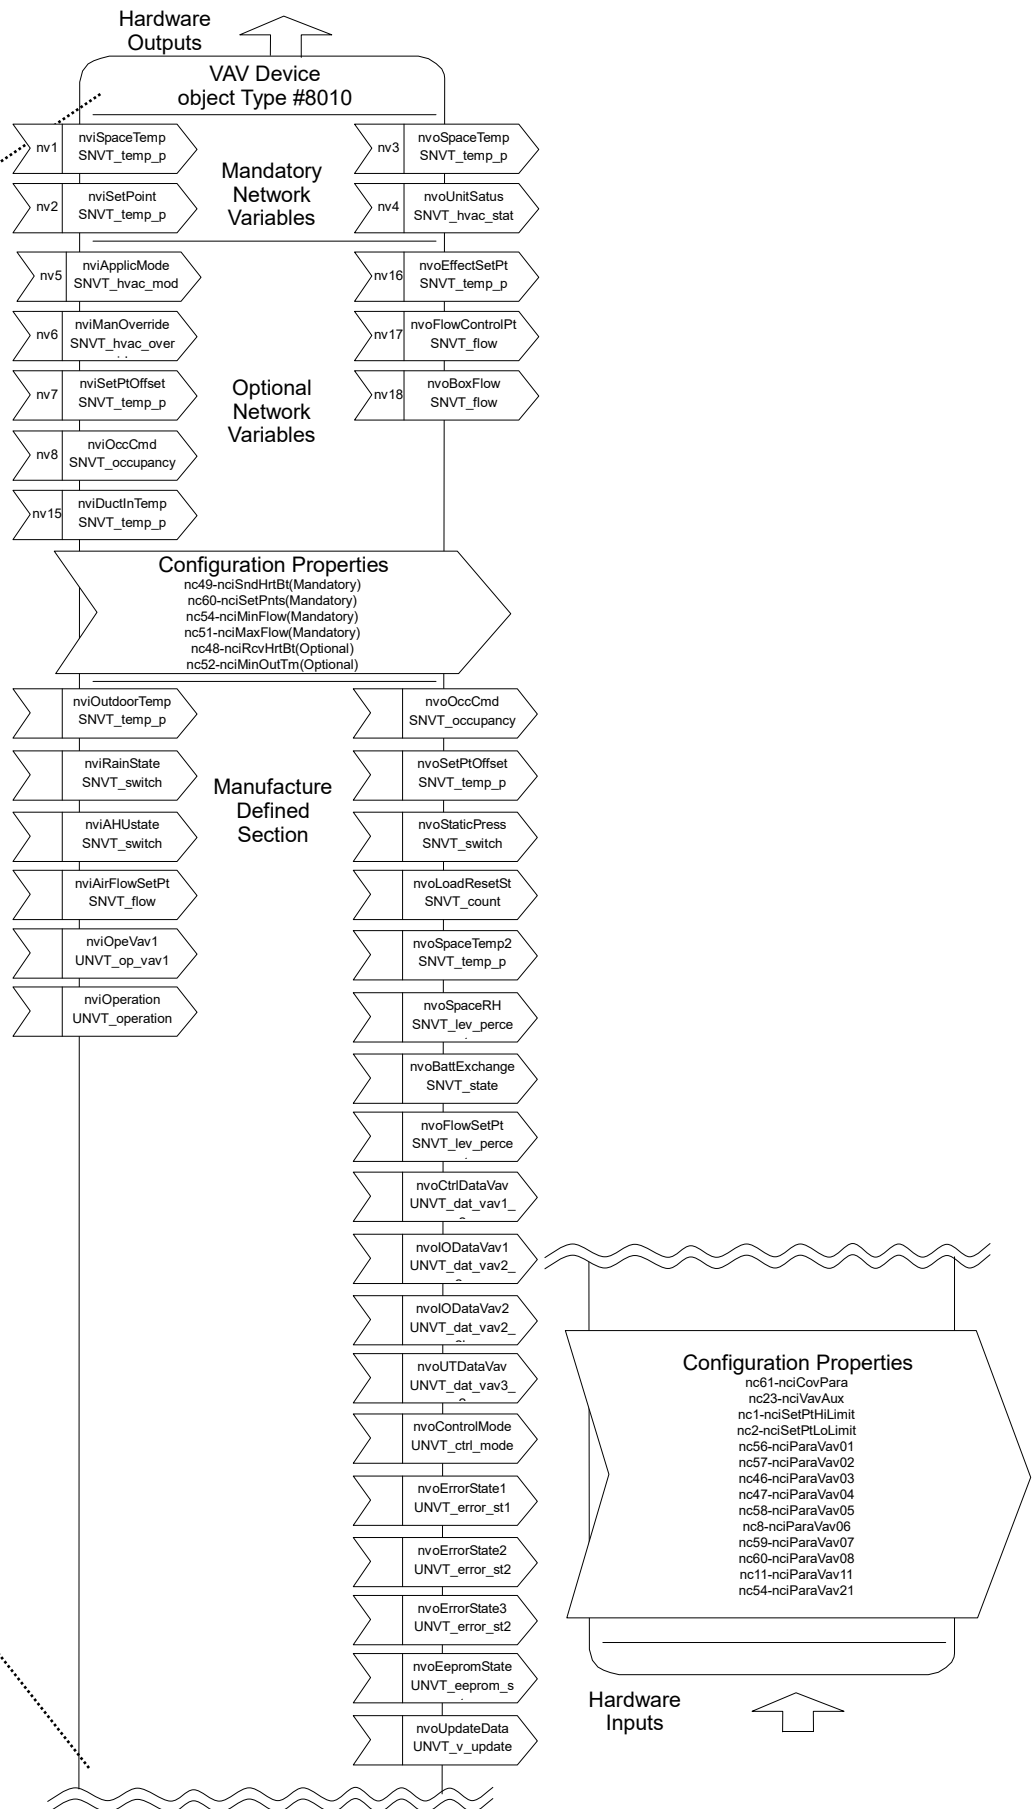 Hardware
Outputs
VAV Device
object Type #8010
nv1
nviSpaceTemp
SNVT_temp_p
nv3
nvoSpaceTemp
SNVT_temp_p
Mandatory
Network
Variables
nv2
nviSetPoint
SNVT_temp_p
nv4
nvoUnitSatus
SNVT_hvac_stat
nv5
nviApplicMode
SNVT_hvac_mod
nv16
nvoEffectSetPt
SNVT_temp_p
nv6
nviManOverride
SNVT_hvac_over
nv17
nvoFlowControlPt
SNVT_flow
nv7
nviSetPtOffset
SNVT_temp_p
Optional
Network
Variables
nv18
nvoBoxFlow
SNVT_flow
nv8
nviOccCmd
SNVT_occupancy
nv15
nviDuctInTemp
SNVT_temp_p
Configuration Properties
nc49-nciSndHrtBt(Mandatory)
nc60-nciSetPnts(Mandatory)
nc54-nciMinFlow(Mandatory)
nc51-nciMaxFlow(Mandatory)
nc48-nciRcvHrtBt(Optional)
nc52-nciMinOutTm(Optional)
nviOutdoorTemp
SNVT_temp_p
nvoOccCmd
SNVT_occupancy
nviRainState
SNVT_switch
Manufacture
Defined
Section
nvoSetPtOffset
SNVT_temp_p
nviAHUstate
SNVT_switch
nvoStaticPress
SNVT_switch
nviAirFlowSetPt
SNVT_flow
nvoLoadResetSt
SNVT_count
nviOpeVav1
UNVT_op_vav1
nvoSpaceTemp2
SNVT_temp_p
nviOperation
UNVT_operation
nvoSpaceRH
SNVT_lev_perce
nvoBattExchange
SNVT_state
nvoFlowSetPt
SNVT_lev_perce
nvoCtrlDataVav
UNVT_dat_vav1_
nvoIODataVav1
UNVT_dat_vav2_
nvoIODataVav2
UNVT_dat_vav2_
nvoUTDataVav
UNVT_dat_vav3_
nvoControlMode
UNVT_ctrl_mode
nvoErrorState1
UNVT_error_st1
nvoErrorState2
UNVT_error_st2
nvoErrorState3
UNVT_error_st2
nvoEepromState
UNVT_eeprom_s
nvoUpdateData
UNVT_v_update
Configuration Properties
nc61-nciCovPara
nc23-nciVavAux
nc1-nciSetPtHiLimit
nc2-nciSetPtLoLimit
nc56-nciParaVav01
nc57-nciParaVav02
nc46-nciParaVav03
nc47-nciParaVav04
nc58-nciParaVav05
nc8-nciParaVav06
nc59-nciParaVav07
nc60-nciParaVav08
nc11-nciParaVav11
nc54-nciParaVav21
Hardware
Inputs